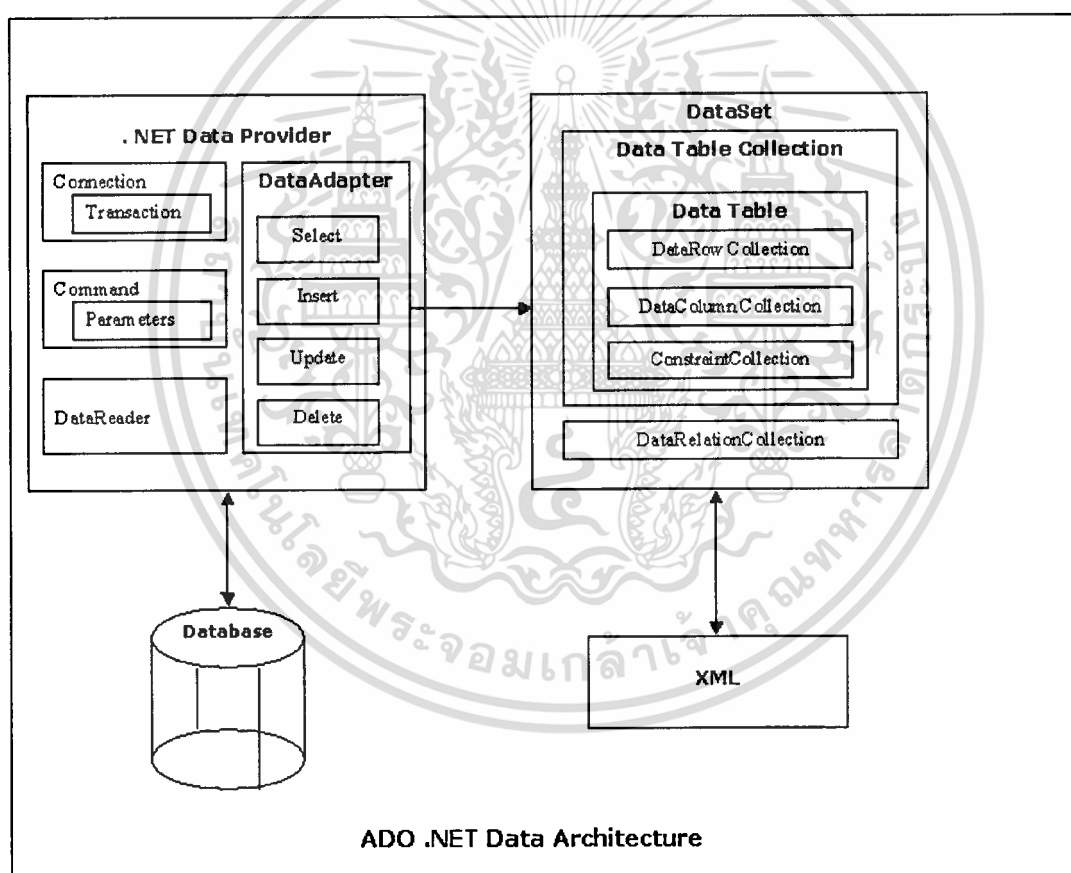 . NET Data Provider
Connection
Transaction
Command
Parameters
DataReader
DataAdapter
Select
Insert
Update
Delete
DataSet
Data Table Collection
Data Table
DataRow Collection
DataColumnCollection
ConstraintCollection
DataRelationCollection
Database
XML
ADO .NET Data Architecture